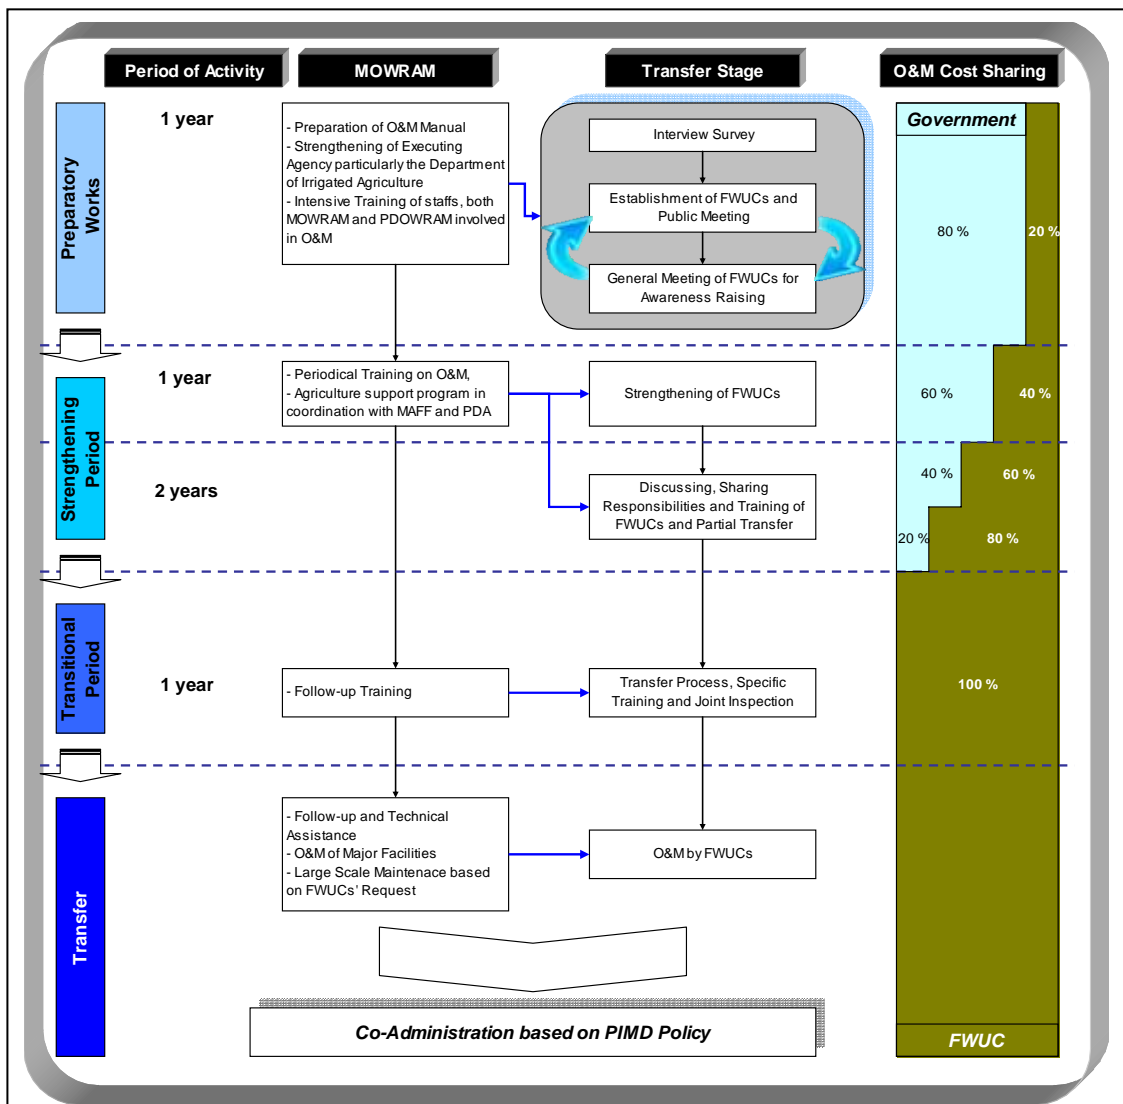 Period of Activity
MOWRAM
Transfer Stage
O&M Cost Sharing
Preparatory
Works
1 year
- Preparation of O&M Manual
- Strengthening of Executing
Agency particularly the Department
of Irrigated Agriculture
- Intensive Training of staffs, both
MOWRAM and PDOWRAM involved
in O&M
Interview Survey
Establishment of FWUCs and
Public Meeting
General Meeting of FWUCs for
Awareness Raising
Government
80 %
20 %
Strengthening
Period
1 year
- Periodical Training on O&M,
- Agriculture support program in
coordination with MAFF and PDA
Strengthening of FWUCs
60 %
40 %
2 years
Discussing, Sharing
Responsibilities and Training of
FWUCs and Partial Transfer
40 %
60 %
20 %
80 %
Transitional
Period
1 year
- Follow-up Training
Transfer Process, Specific
Training and Joint Inspection
100 %
Transfer
- Follow-up and Technical
Assistance
- O&M of Major Facilities
- Large Scale Maintenace based
on FWUCs' Request
O&M by FWUCs
Co-Administration based on PIMD Policy
FWUC